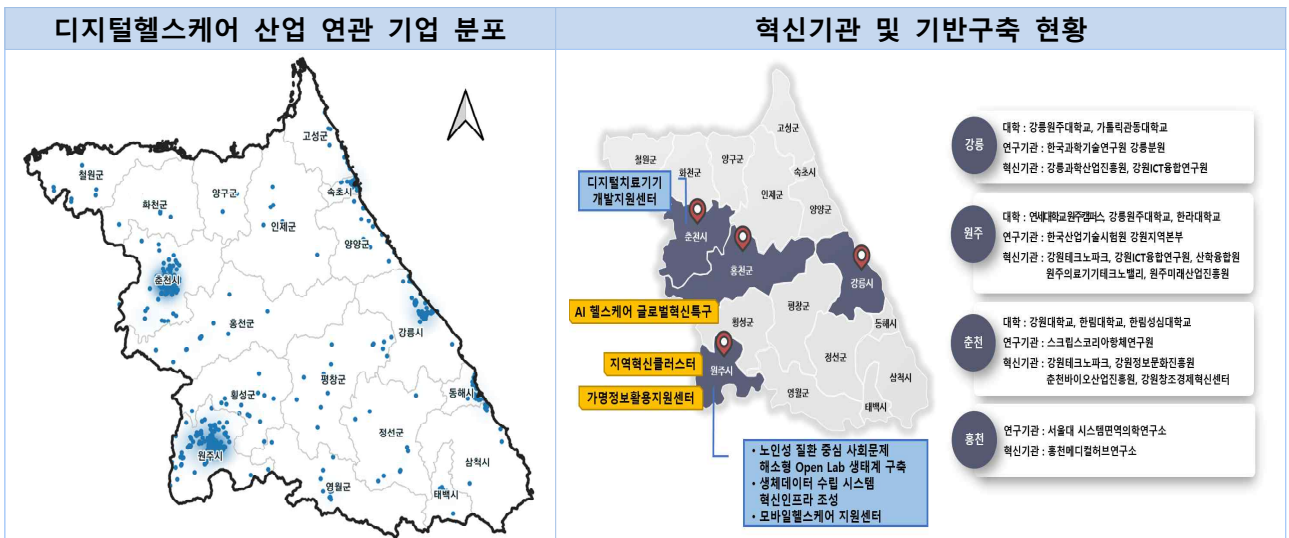 디지털헬스케어 산업 연관 기업 분포
고성군
철원군
속초시
화천군
양구군
인제군
양양군
춘천시
홍천군
강릉시
평창군
횡성군
동해시
정선군
원주시
삼척시
영월군
태백시
혁신기관 및 기반구축 현황
고성군
철원군
양구군
화천군
속초시
디지털치료기기
개발지원센터
인제군
양양군
춘천시
홍천군
강릉시
AI 헬스케어 글로벌혁신특구
평창군
횡성군
동해시
지역혁신클러스터
정선군
원주시
삼척시
가명정보활용지원센터
영월군
태백시
• 노인성 질환 중심 사회문제
해소형 Open Lab 생태계 구축
• 생체데이터 수립 시스템
혁신인프라 조성
• 모바일헬스케어 지원센터
강릉
대학 : 강릉원주대학교, 가톨릭관동대학교
연구기관 : 한국과학기술연구원 강릉분원
혁신기관 : 강릉과학산업진흥원, 강원ICT융합연구원
원주
대학 : 연세대학교원주캠퍼스, 강릉원주대학교, 한라대학교
연구기관 : 한국산업기술시험원 강원지역본부
혁신기관 : 강원테크노파크, 강원ICT융합연구원, 산학융합원
원주의료기기테크노밸리, 원주미래산업진흥원
춘천
대학 : 강원대학교, 한림대학교, 한림성심대학교
연구기관 : 스크립스코리아항체연구원
혁신기관 : 강원테크노파크, 강원정보문화진흥원
춘천바이오산업진흥원, 강원창조경제혁신센터
홍천
연구기관 : 서울대 시스템면역의학연구소
혁신기관 : 홍천메디컬허브연구소